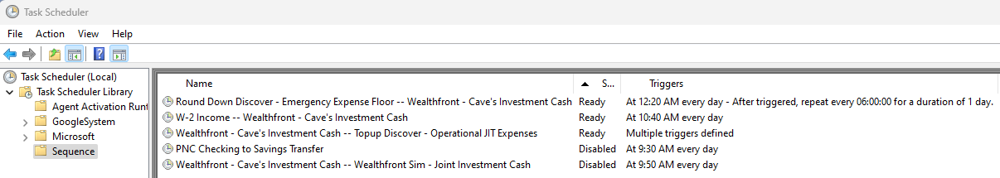 Task Scheduler
File Action View Help
Task Scheduler (Local)
Task Scheduler Library
Agent Activation Runt
GoogleSystem
Microsoft
Sequence
Name S... Triggers
Round Down Discover - Emergency Expense Floor -- Wealthfront - Cave's Investment Cash Ready At 12:20 AM every day - After triggered, repeat every 06:00:00 for a duration of 1 day.
W-2 Income -- Wealthfront - Cave's Investment Cash Ready At 10:40 AM every day
Wealthfront - Cave's Investment Cash -- Topup Discover - Operational JIT Expenses Ready Multiple triggers defined
PNC Checking to Savings Transfer Disabled At 9:30 AM every day
Wealthfront - Cave's Investment Cash -- Wealthfront Sim - Joint Investment Cash Disabled At 9:50 AM every day